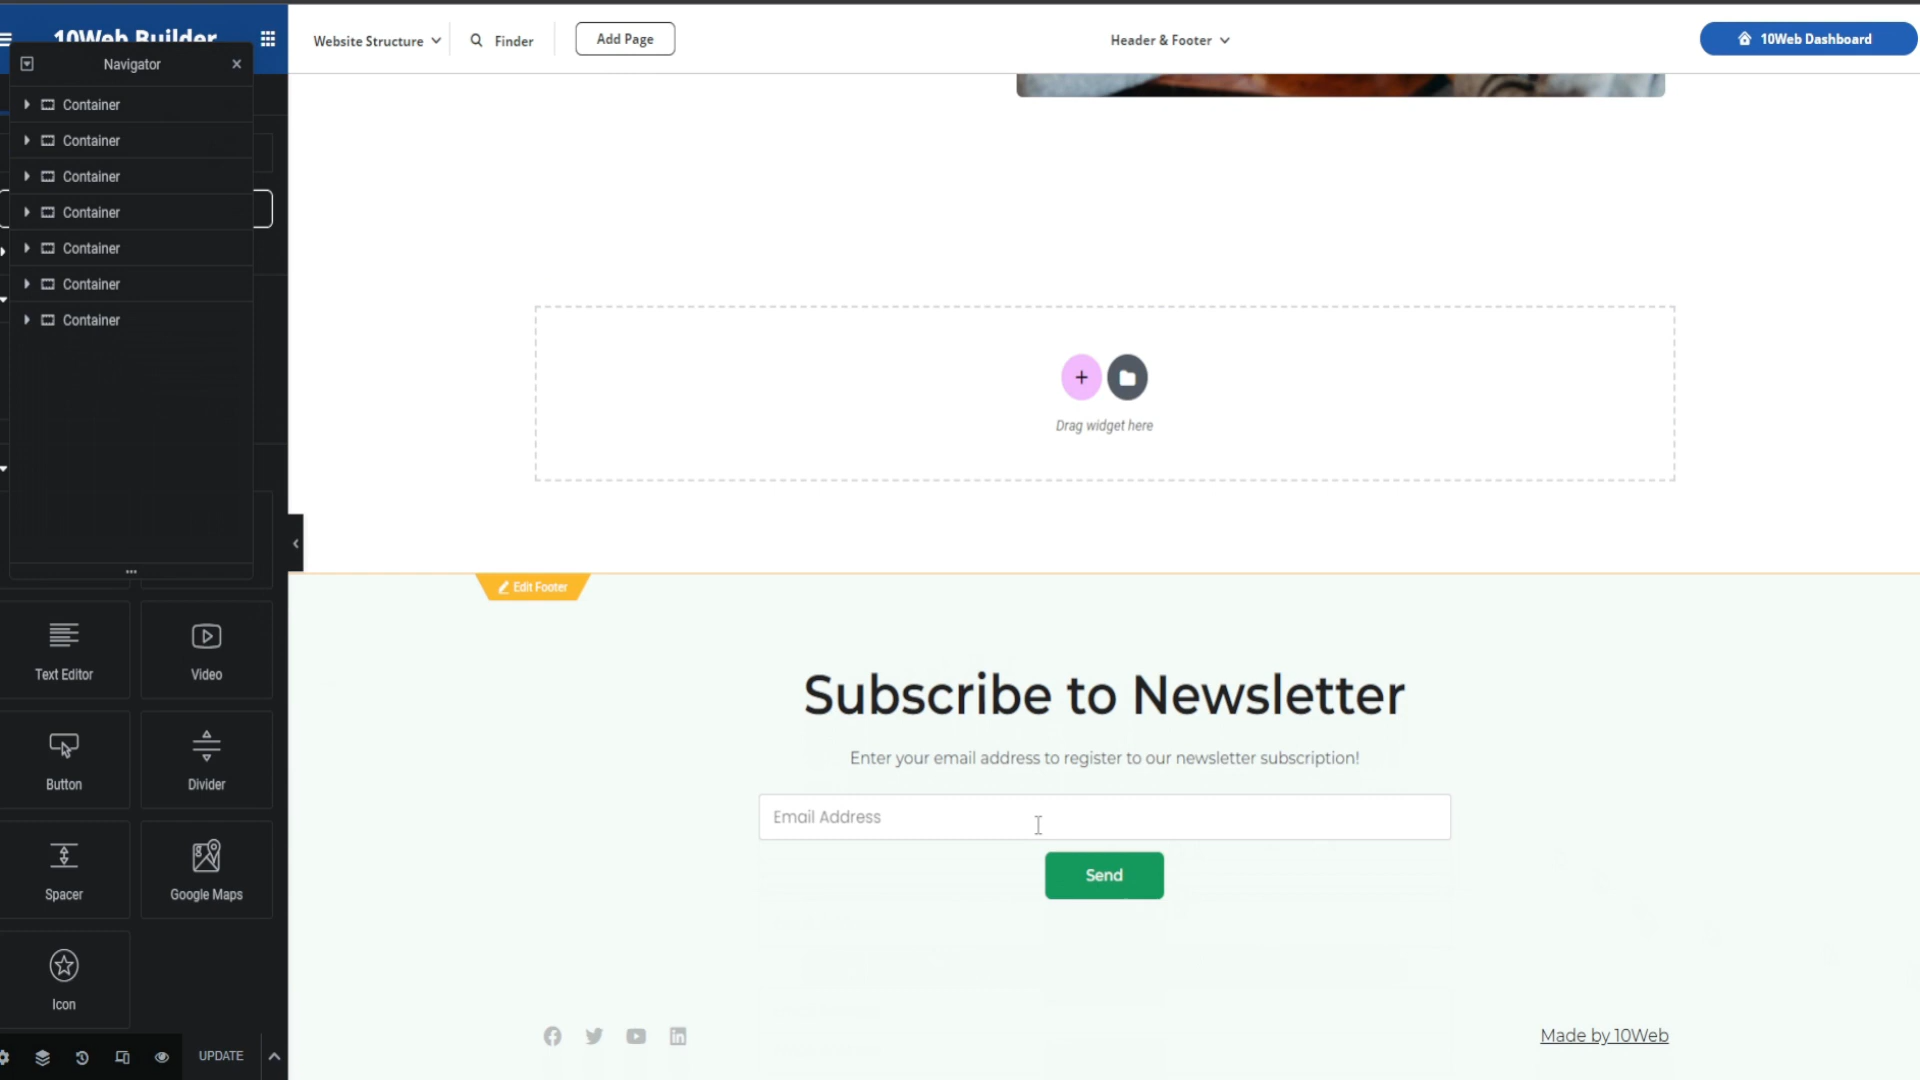 10Web Builder
Website Structure
Finder
Add Page
Header & Footer
10Web Dashboard
Navigator
Container
Container
Container
Container
Container
Container
Container
Drag widget here
Edit Footer
Text Editor
Video
Subscribe to Newsletter
Enter your email address to register to our newsletter subscription!
Button
Divider
Email Address
Send
Spacer
Google Maps
Icon
Made by 10Web
UPDATE